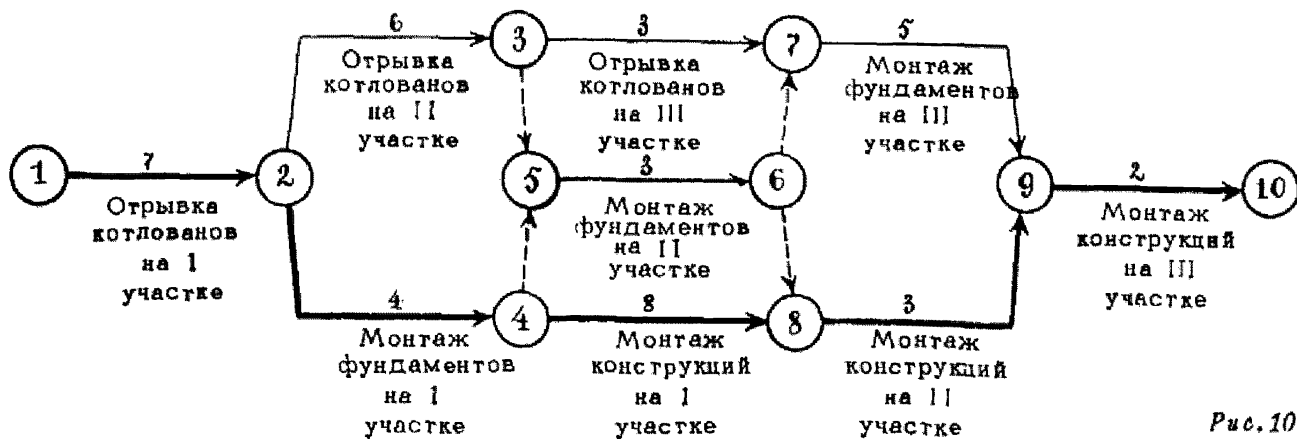 6
3
5
3
7
Отрывка
котлованов
на II
участке
Отрывка
котлованов
на III
участке
Монтаж
фундаментов
на III
участке
1
7
2
5
3
6
9
2
10
Отрывка
котлованов
на I
участке
Монтаж
фундаментов
на II
участке
Монтаж
конструкций
на III
участке
3
4
4
8
8
3
Монтаж
фундаментов
на I
участке
Монтаж
конструкций
на I
участке
Монтаж
конструкций
на II
участке
Рис. 10